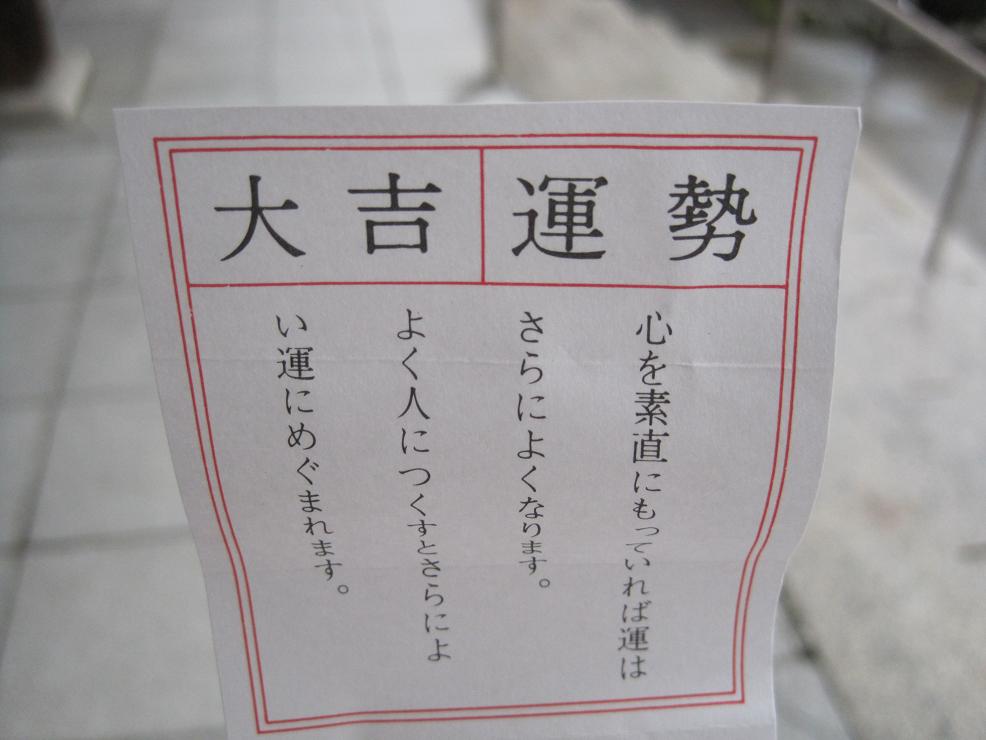 大吉
運勢
心を素直にもっていれば運は
さらによくなります。
よく人につくすとさらによ
い運にめぐまれます。